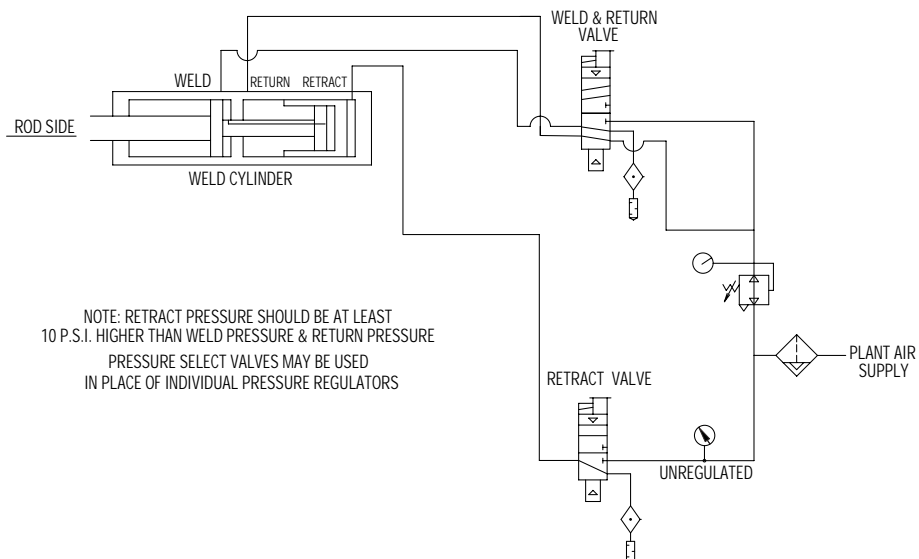 WELD & RETURN
VALVE
WELD
RETURN
RETRACT
ROD SIDE
WELD CYLINDER
NOTE: RETRACT PRESSURE SHOULD BE AT LEAST
10 P.S.I. HIGHER THAN WELD PRESSURE & RETURN PRESSURE
PRESSURE SELECT VALVES MAY BE USED
IN PLACE OF INDIVIDUAL PRESSURE REGULATORS
PLANT AIR
SUPPLY
RETRACT VALVE
UNREGULATED